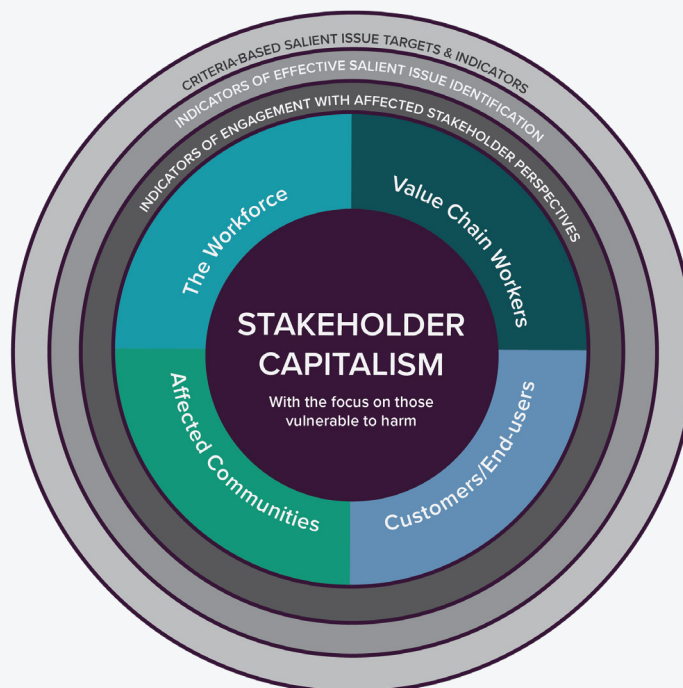 CRITERIA-BASED SALIENT ISSUE TARGETS & INDICATORS
INDICATORS OF EFFECTIVE SALIENT ISSUE IDENTIFICATION
INDICATORS OF ENGAGEMENT WITH AFFECTED STAKEHOLDER PERSPECTIVES
The Workforce
Value Chain Workers
STAKEHOLDER
CAPITALISM
With the focus on those
vulnerable to harm
Affected Communities
Customers/End-users